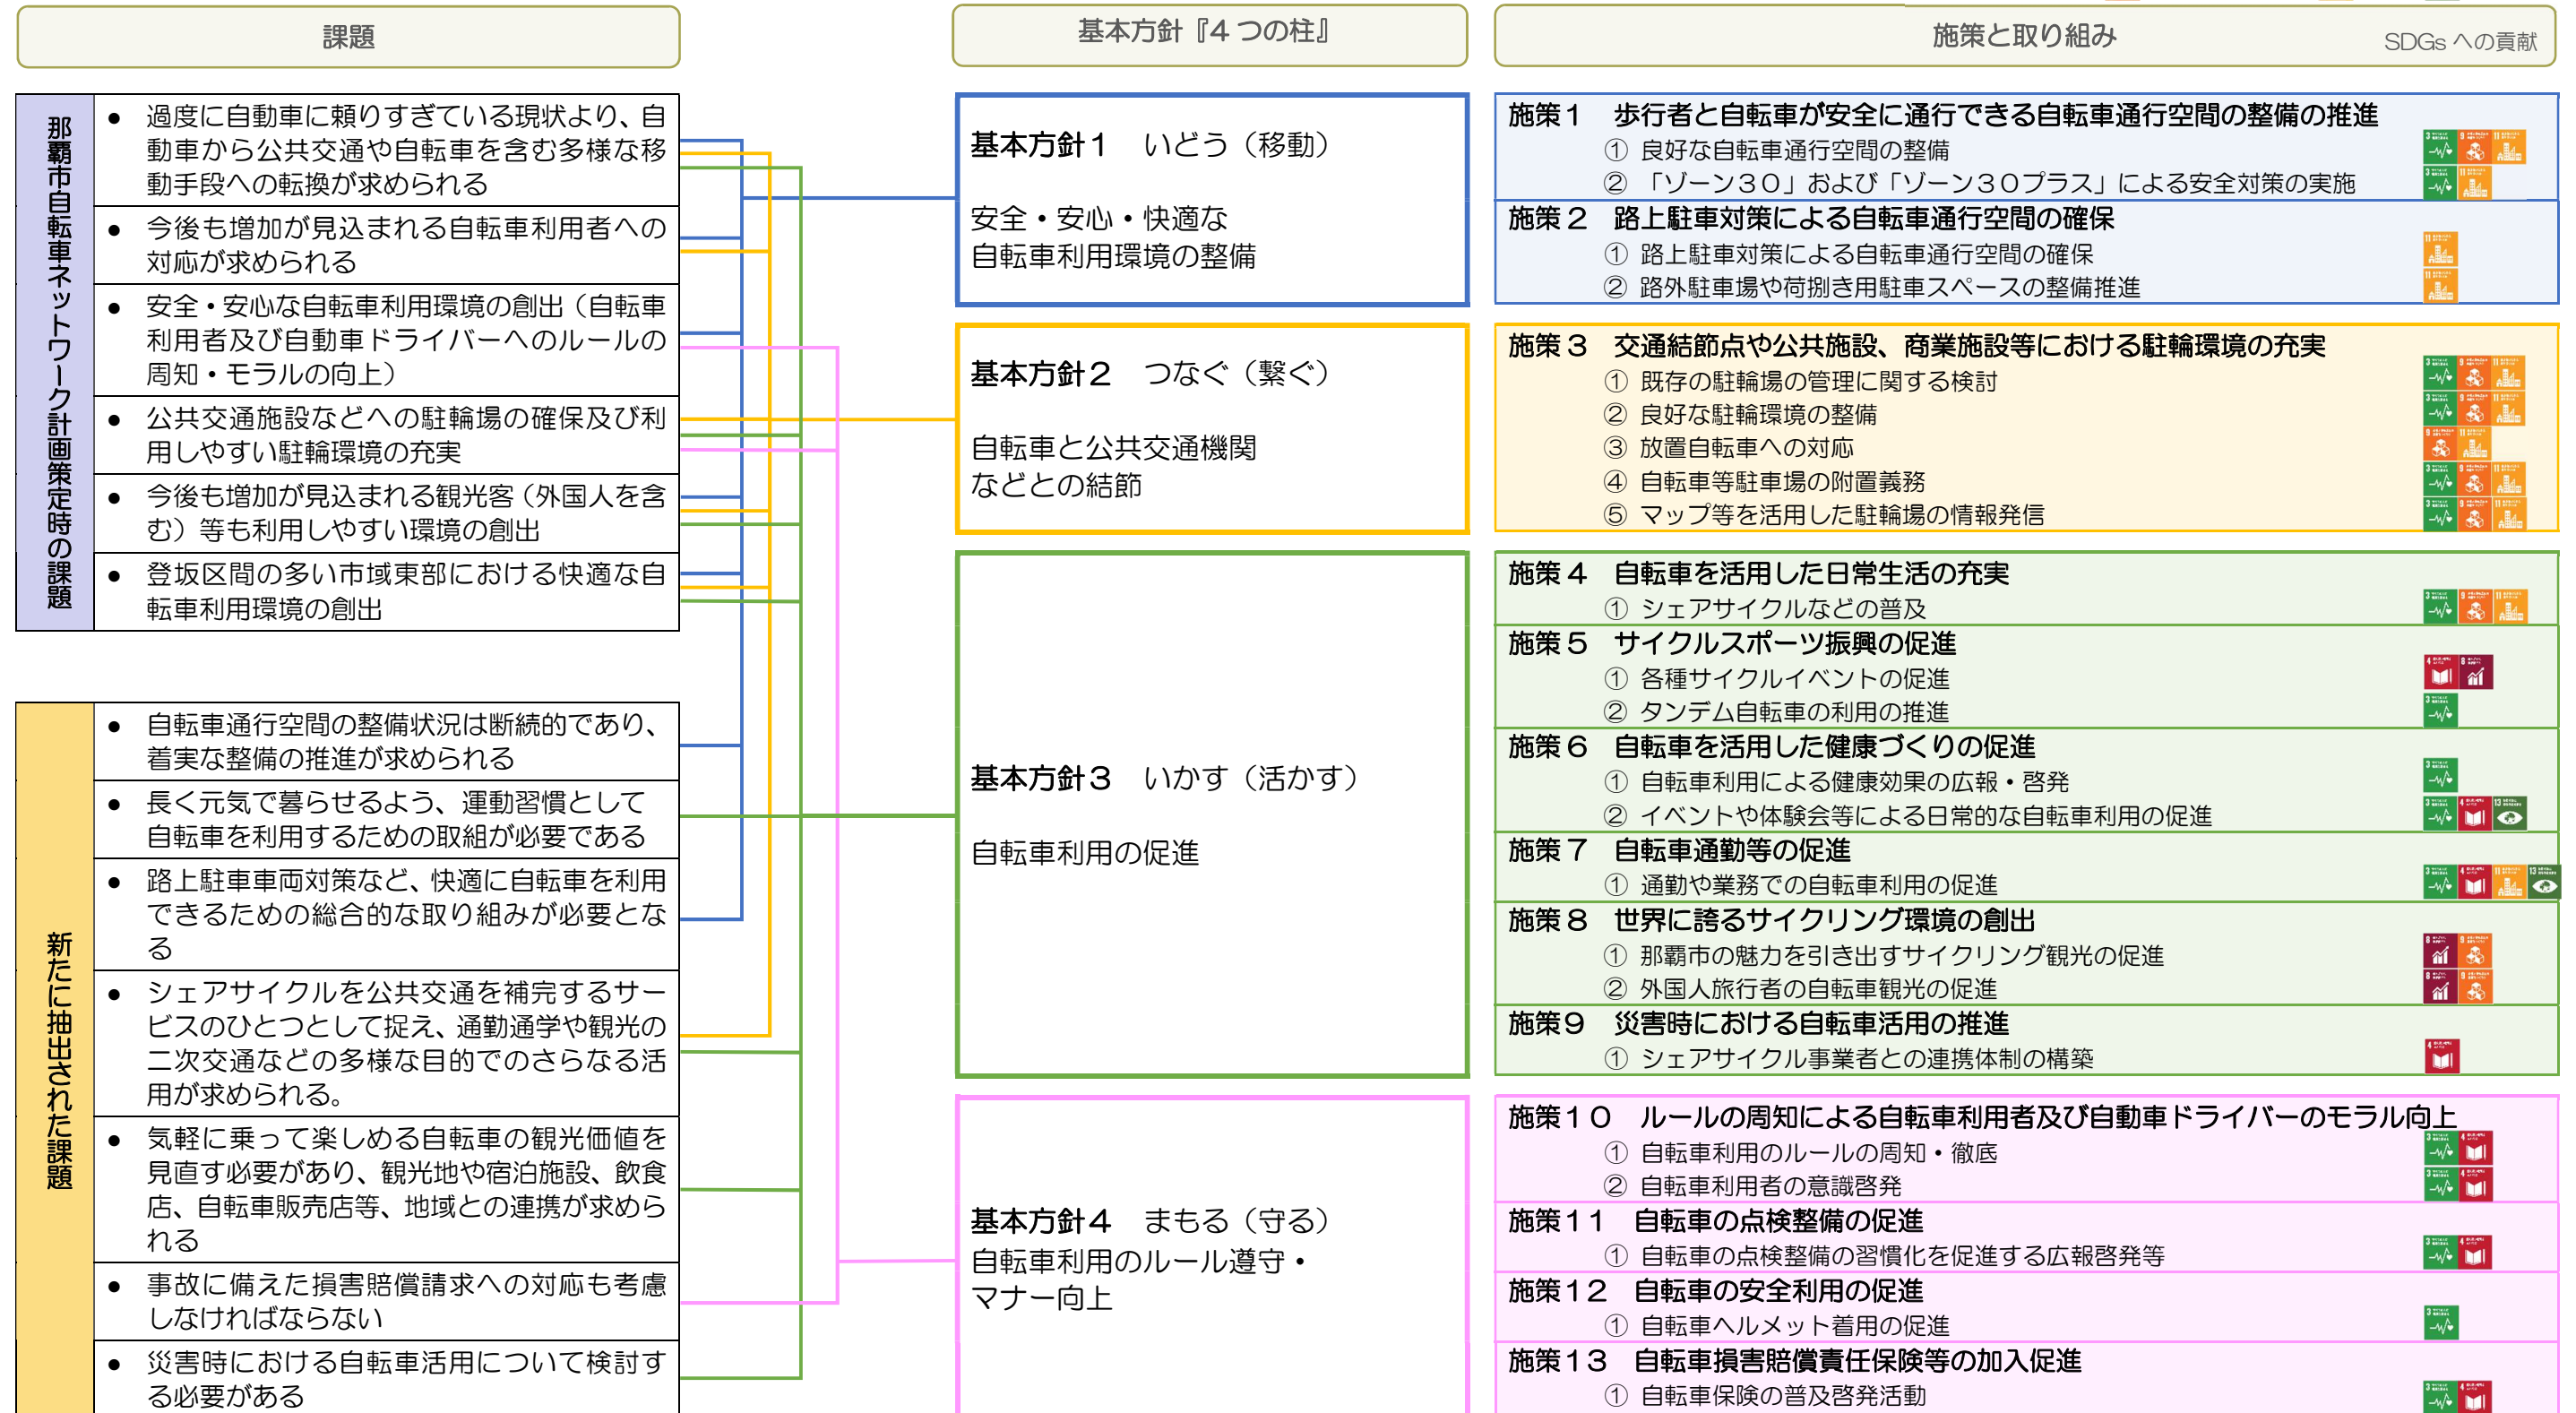 課題
基本方針『4つの柱』
施策と取り組み
SDGs への貢献
那覇市自転車ネットワーク計画策定時の課題
● 過度に自動車に頼りすぎている現状より、自
動車から公共交通や自転車を含む多様な移
動手段への転換が求められる
● 今後も増加が見込まれる自転車利用者への
対応が求められる
● 安全・安心な自転車利用環境の創出（自転車
利用者及び自動車ドライバーへのルールの
周知・モラルの向上）
● 公共交通施設などへの駐輪場の確保及び利
用しやすい駐輪環境の充実
● 今後も増加が見込まれる観光客（外国人を含
む）等も利用しやすい環境の創出
● 登坂区間の多い市域東部における快適な自
転車利用環境の創出
新たに抽出された課題
● 自転車通行空間の整備状況は断続的であり、
着実な整備の推進が求められる
● 長く元気で暮らせるよう、運動習慣として
自転車を利用するための取組が必要である
● 路上駐車車両対策など、快適に自転車を利用
できるための総合的な取り組みが必要とな
る
● シェアサイクルを公共交通を補完するサー
ビスのひとつとして捉え、通勤通学や観光の
二次交通などの多様な目的でのさらなる活
用が求められる。
● 気軽に乗って楽しめる自転車の観光価値を
見直す必要があり、観光地や宿泊施設、飲食
店、自転車販売店等、地域との連携が求めら
れる
● 事故に備えた損害賠償請求への対応も考慮
しなければならない
● 災害時における自転車活用について検討す
る必要がある
基本方針１　いどう（移動）
安全・安心・快適な
自転車利用環境の整備
基本方針２　つなぐ（繋ぐ）
自転車と公共交通機関
などとの結節
基本方針３　いかす（活かす）
自転車利用の促進
基本方針４　まもる（守る）
自転車利用のルール遵守・
マナー向上
施策１　歩行者と自転車が安全に通行できる自転車通行空間の整備の推進
① 良好な自転車通行空間の整備
② 「ゾーン３０」および「ゾーン３０プラス」による安全対策の実施
施策２　路上駐車対策による自転車通行空間の確保
① 路上駐車対策による自転車通行空間の確保
② 路外駐車場や荷捌き用駐車スペースの整備推進
施策３　交通結節点や公共施設、商業施設等における駐輪環境の充実
① 既存の駐輪場の管理に関する検討
② 良好な駐輪環境の整備
③ 放置自転車への対応
④ 自転車等駐車場の附置義務
⑤ マップ等を活用した駐輪場の情報発信
施策４　自転車を活用した日常生活の充実
① シェアサイクルなどの普及
施策５　サイクルスポーツ振興の促進
① 各種サイクルイベントの促進
② タンデム自転車の利用の推進
施策６　自転車を活用した健康づくりの促進
① 自転車利用による健康効果の広報・啓発
② イベントや体験会等による日常的な自転車利用の促進
施策７　自転車通勤等の促進
① 通勤や業務での自転車利用の促進
施策８　世界に誇るサイクリング環境の創出
① 那覇市の魅力を引き出すサイクリング観光の促進
② 外国人旅行者の自転車観光の促進
施策９　災害時における自転車活用の推進
① シェアサイクル事業者との連携体制の構築
施策１０　ルールの周知による自転車利用者及び自動車ドライバーのモラル向上
① 自転車利用のルールの周知・徹底
② 自転車利用者の意識啓発
施策１１　自転車の点検整備の促進
① 自転車の点検整備の習慣化を促進する広報啓発等
施策１２　自転車の安全利用の促進
① 自転車ヘルメット着用の促進
施策１３　自転車損害賠償責任保険等の加入促進
① 自転車保険の普及啓発活動